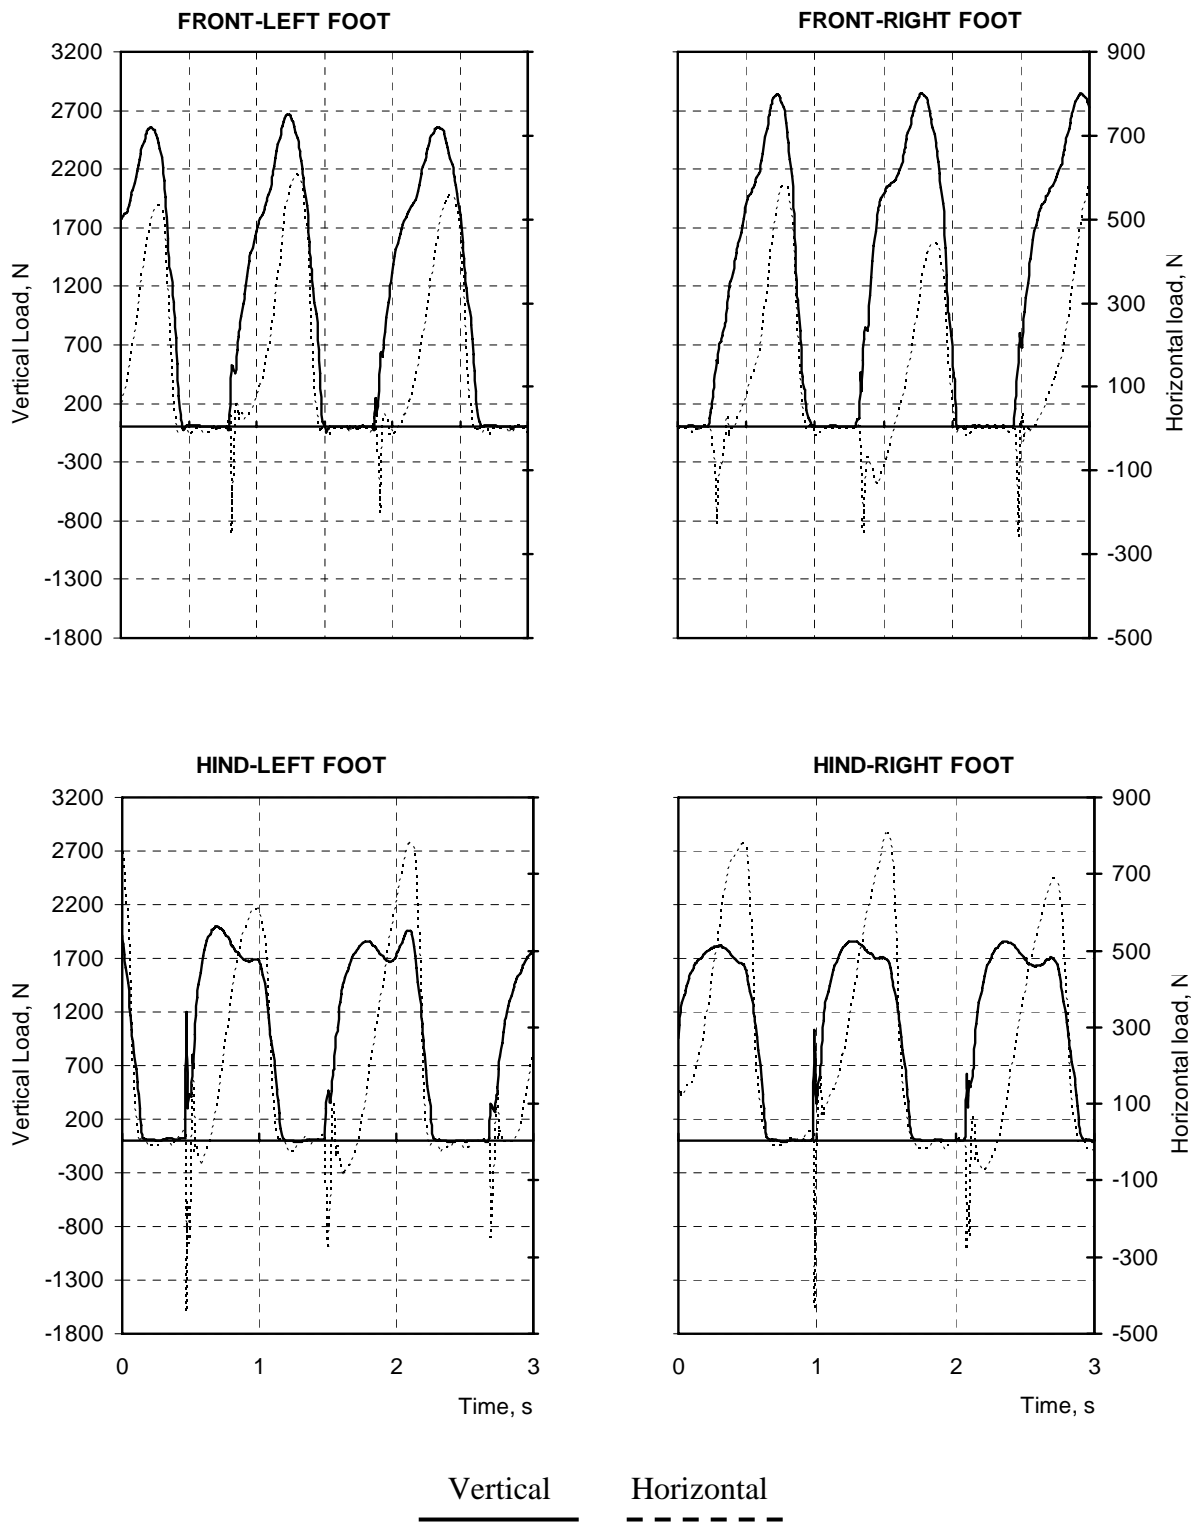 FRONT-LEFT FOOT
FRONT-RIGHT FOOT
3200
2700
2200
1700
1200
700
200
-300
-800
-1300
-1800
Vertical Load, N
900
700
500
300
100
-100
-300
-500
Horizontal load, N
HIND-LEFT FOOT
HIND-RIGHT FOOT
3200
2700
2200
1700
1200
700
200
-300
-800
-1300
-1800
Vertical Load, N
0 1 2 3
Time, s
900
700
500
300
100
-100
-300
-500
Horizontal load, N
0 1 2 3
Time, s
Vertical Horizontal